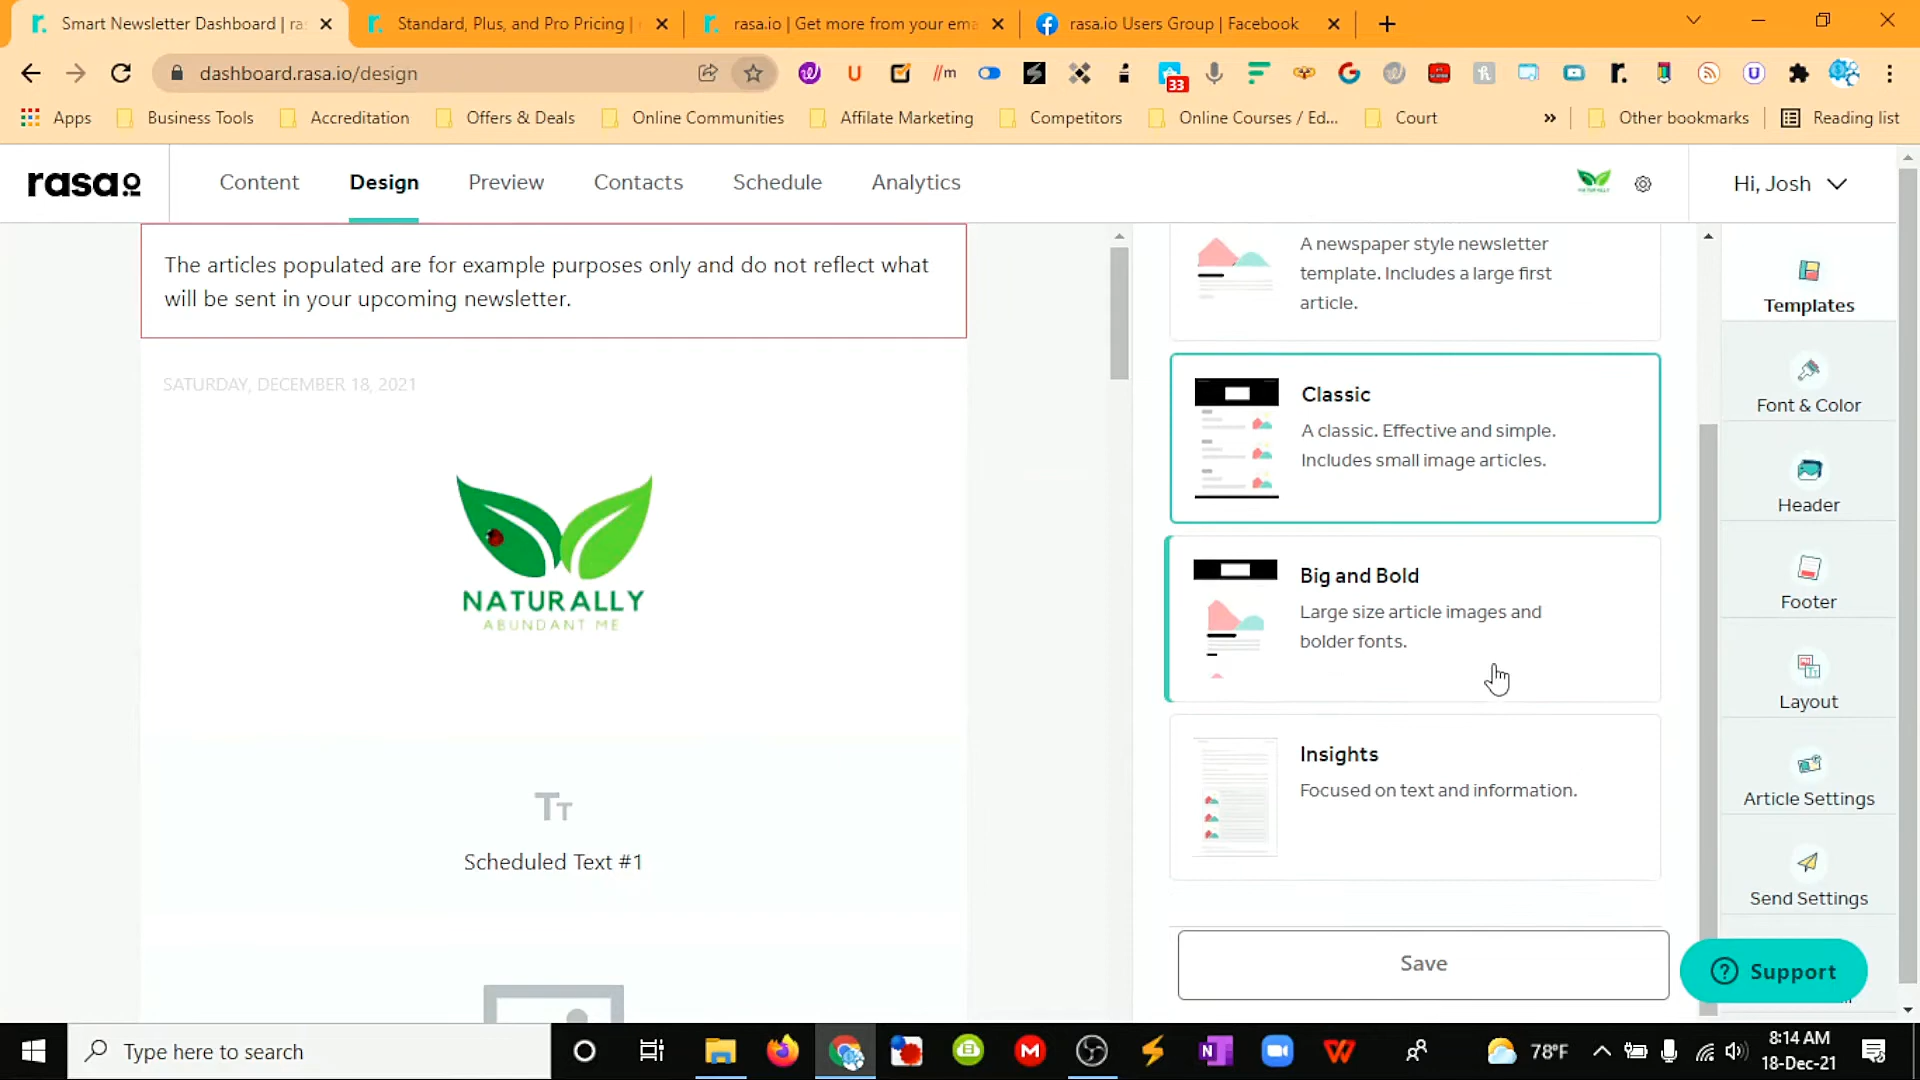 Smart Newsletter Dashboard | ras
Standard, Plus, and Pro Pricing |
rasa.io | Get more from your ema
rasa.io Users Group | Facebook
dashboard.rasa.io/design
33
Apps
Business Tools
Accreditation
Offers & Deals
Online Communities
Affilate Marketing
Competitors
Online Courses / Ed...
Court
Other bookmarks
Reading list
rasa.io
Content
Design
Preview
Contacts
Schedule
Analytics
Hi, Josh
The articles populated are for example purposes only and do not reflect what
will be sent in your upcoming newsletter.
SATURDAY, DECEMBER 18, 2021
NATURALLY
ABUNDANT ME
TT
Scheduled Text #1
A newspaper style newsletter
template. Includes a large first
article.
Classic
A classic. Effective and simple.
Includes small image articles.
Big and Bold
Large size article images and
bolder fonts.
Insights
Focused on text and information.
Save
Templates
Font & Color
Header
Footer
Layout
Article Settings
Send Settings
Support
Type here to search
78°F
8:14 AM
18-Dec-21